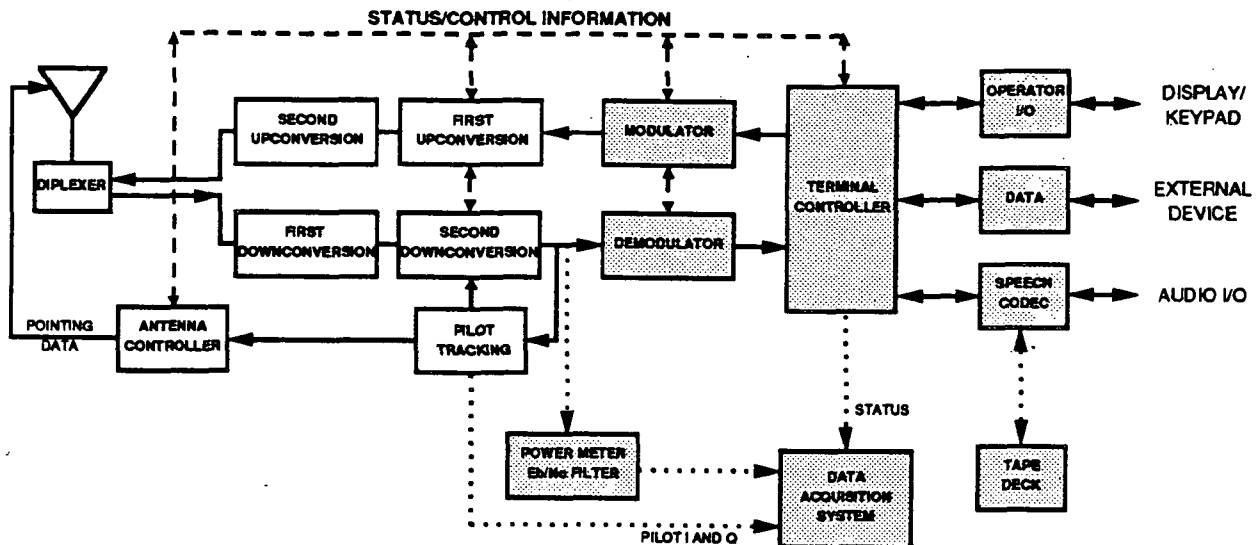 STATUS/CONTROL INFORMATION
DIPLEXER
SECOND
UPCONVERSION
FIRST
UPCONVERSION
MODULATOR
FIRST
DOWNCONVERSION
SECOND
DOWNCONVERSION
DEMODULATOR
TERMINAL
CONTROLLER
OPERATOR
I/O
DISPLAY/
KEYPAD
DATA
EXTERNAL
DEVICE
SPEECH
CODEC
AUDIO I/O
POINTING
DATA
ANTENNA
CONTROLLER
PILOT
TRACKING
STATUS
POWER METER
Eb/No FILTER
DATA
ACQUISITION
SYSTEM
TAPE
DECK
PILOT I AND Q